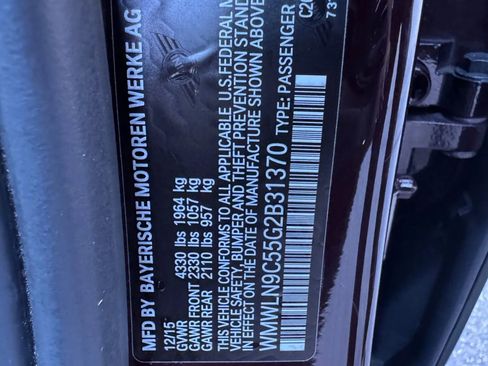 MFD BY BAYERISCHE MOTOREN WERKE AG
12/15
GVWR 4330 lbs 1964 kg
GAWR FRONT 2330 lbs 1057 kg
GAWR REAR 2110 lbs 957 kg
THIS VEHICLE CONFORMS TO ALL APPLICABLE U.S. FEDERAL M
VEHICLE SAFETY, BUMPER AND THEFT PREVENTION STAN
IN EFFECT ON THE DATE OF MANUFACTURE SHOWN ABOVE
WMWLN9C55G2B31370 TYPE: PASSENGER